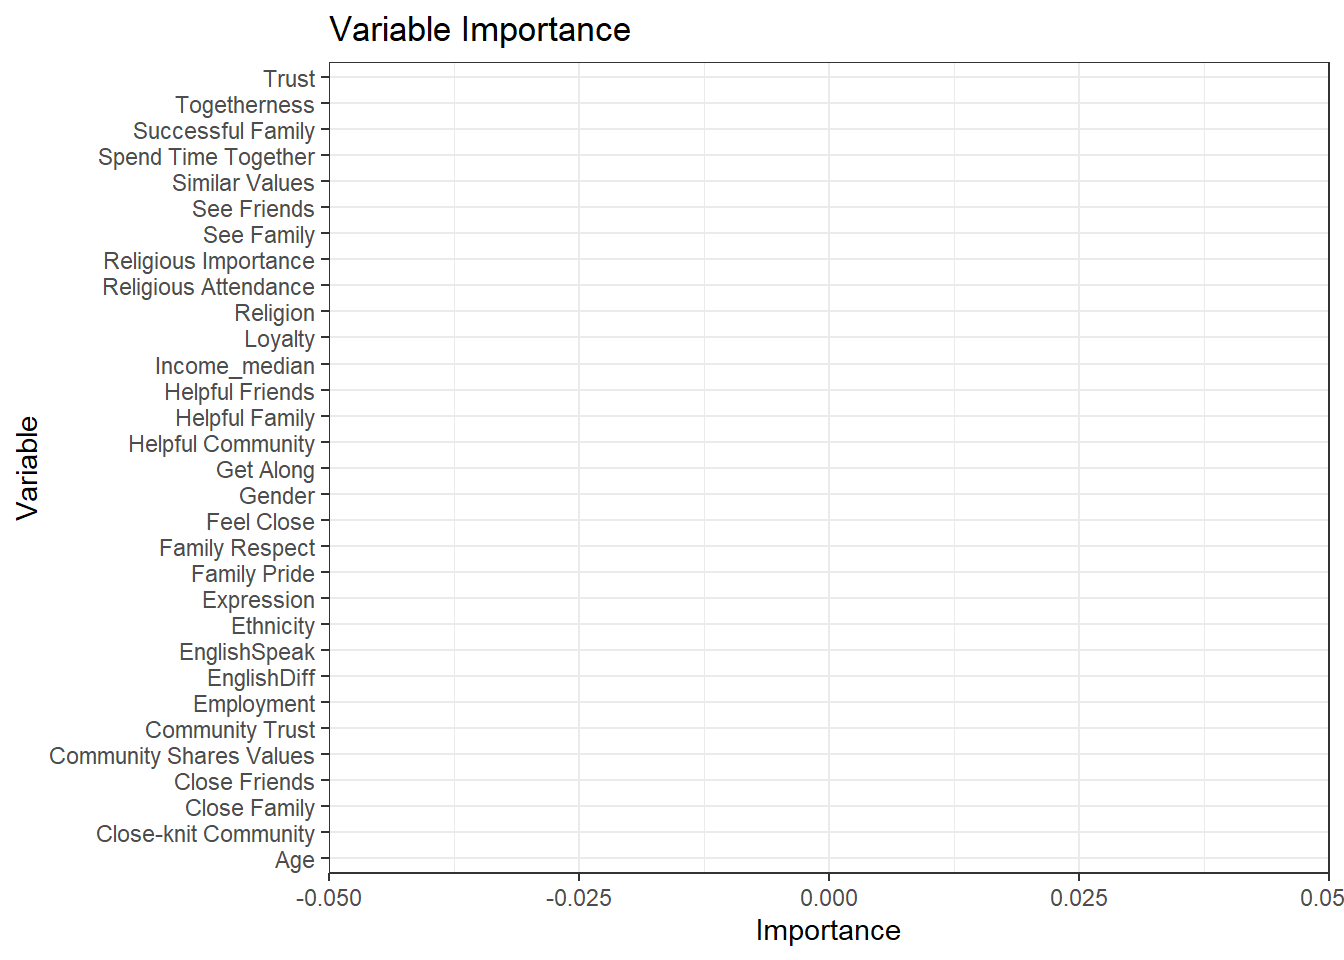 Variable Importance
Trust
Togetherness
Successful Family
Spend Time Together
Similar Values
See Friends
See Family
Religious Importance
Religious Attendance
Religion
Loyalty
Income_median
Helpful Friends
Helpful Family
Helpful Community
Get Along
Gender
Feel Close
Family Respect
Family Pride
Expression
Ethnicity
EnglishSpeak
EnglishDiff
Employment
Community Trust
Community Shares Values
Close Friends
Close Family
Close-knit Community
Age
Variable
-0.050 -0.025 0.000 0.025 0.05
Importance